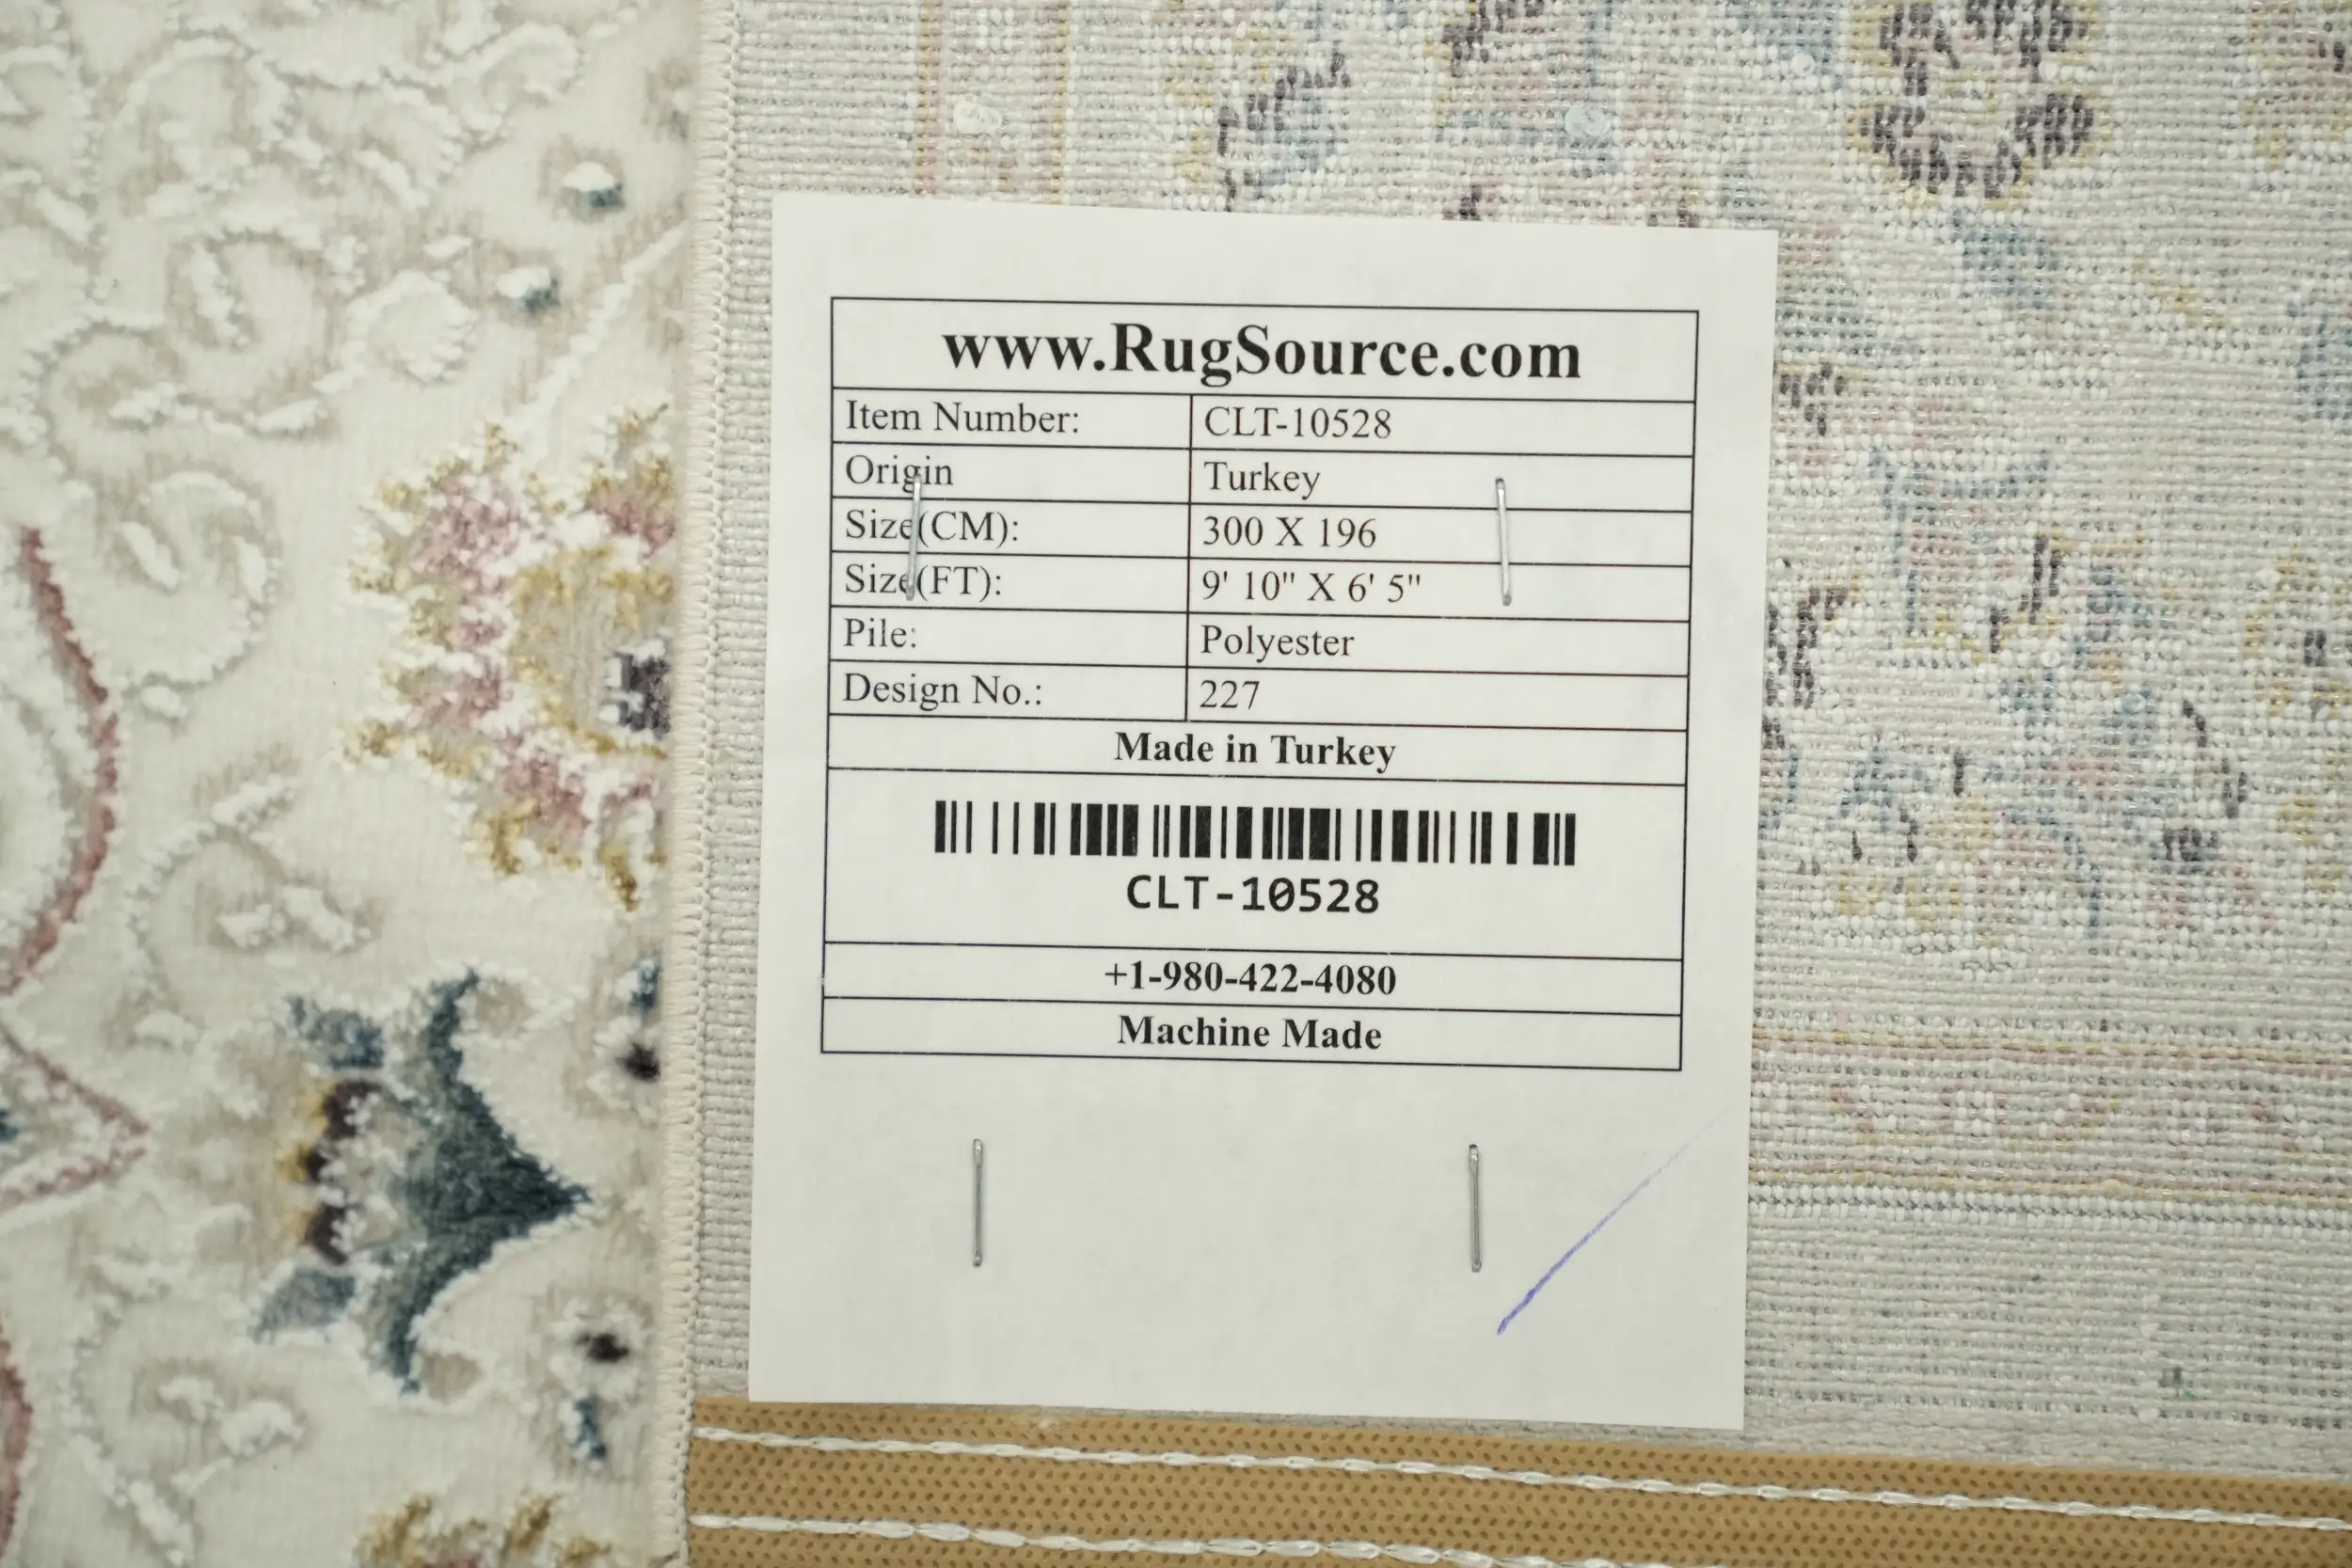 www.RugSource.com
Item Number: CLT-10528
Origin Turkey
Size(CM): 300 X 196
Size(FT): 9' 10" X 6' 5"
Pile: Polyester
Design No.: 227
Made in Turkey
CLT-10528
+1-980-422-4080
Machine Made